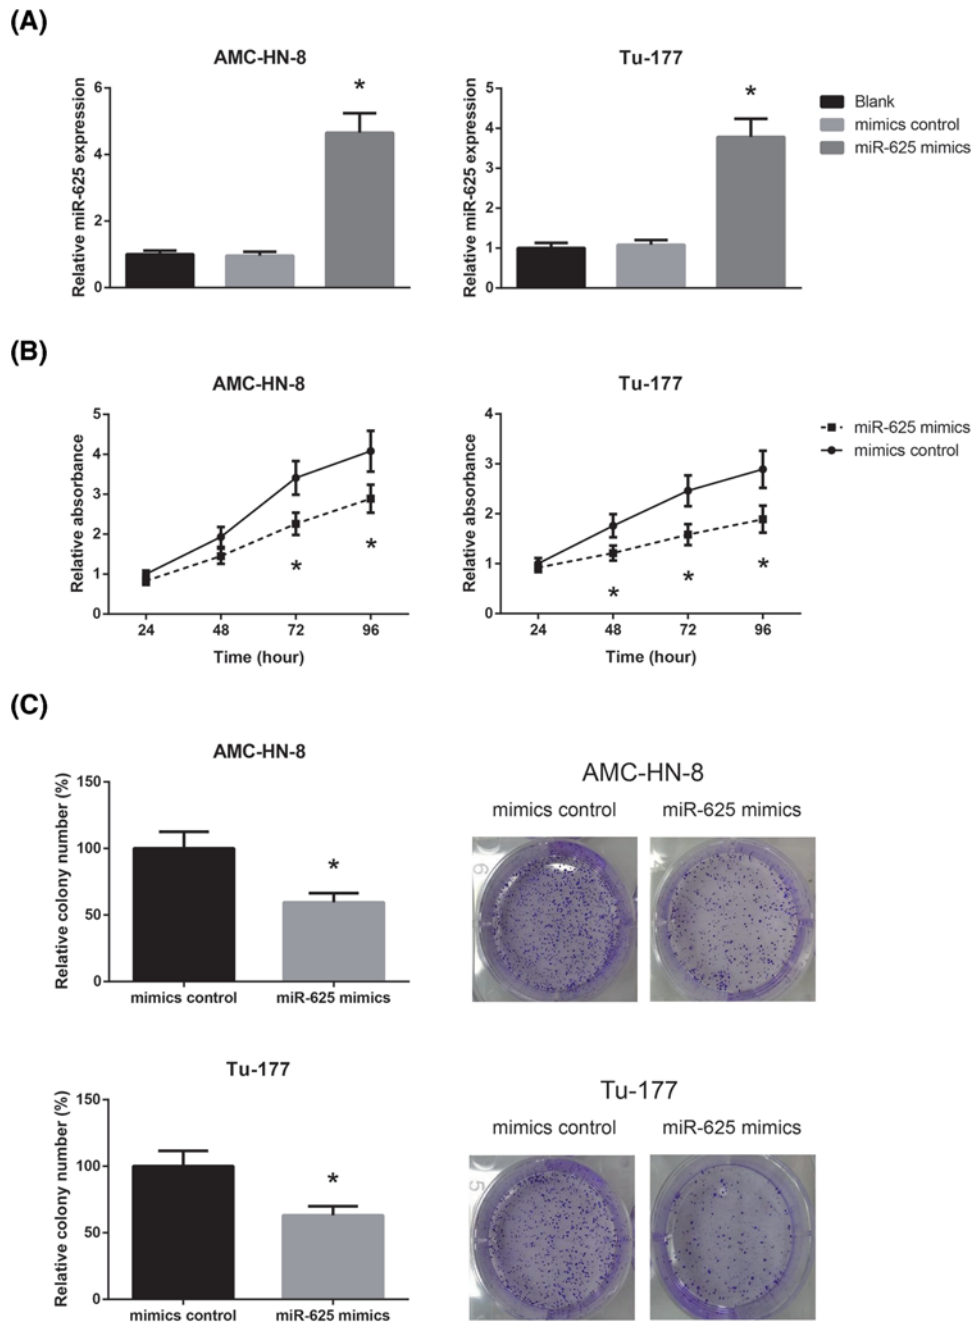 (A)
AMC-HN-8
Relative miR-625 expression
6
4
2
0
*
Tu-177
Relative miR-625 expression
5
4
3
2
1
0
*
Blank
mimics control
miR-625 mimics
(B)
AMC-HN-8
Relative absorbance
5
4
3
2
1
0
* *
24 48 72 96
Time (hour)
Tu-177
Relative absorbance
4
3
2
1
0
* * *
24 48 72 96
Time (hour)
miR-625 mimics
mimics control
(C)
AMC-HN-8
Relative colony number (%)
150
100
50
0
*
mimics control miR-625 mimics
AMC-HN-8
mimics control miR-625 mimics
6
Tu-177
Relative colony number (%)
150
100
50
0
*
mimics control miR-625 mimics
Tu-177
mimics control miR-625 mimics
5